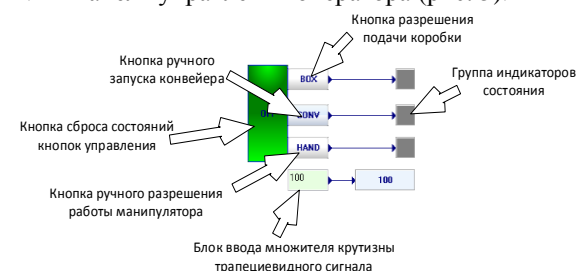 Кнопка разрешения
подачи коробки
Кнопка ручного
запуска конвейера
Группа индикаторов
состояния
BOX
CONV
Кнопка сброса состояний
кнопок управления
HAND
100
100
Кнопка ручного разрешения
работы манипулятора
Блок ввода множителя крутизны
трапециевидного сигнала